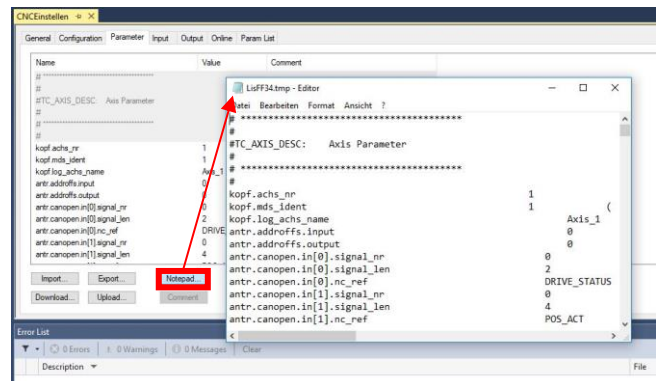 CNCEinstellen
General Configuration Parameter Input Output Online Param List
Name Value Comment
# **************************************
#
#TC_AXIS_DESC: Axis Parameter
#
# **************************************
#
kopf.achs_nr 1
kopf.mds_ident 1
kopf.log_achs_name Axis_1
antr.addroffs.input 0
antr.addroffs.output 0
antr.canopen.in[0].signal_nr 0
antr.canopen.in[0].signal_len 2
antr.canopen.in[0].nc_ref DRIVE
antr.canopen.in[1].signal_nr 0
antr.canopen.in[1].signal_len 4
Import... Export... Notepad...
Download... Upload... Comment
LisFF34.tmp - Editor
Datei Bearbeiten Format Ansicht ?
# ****************************************
#
#TC_AXIS_DESC: Axis Parameter
#
# ****************************************
#
kopf.achs_nr 1
kopf.mds_ident 1 (
kopf.log_achs_name Axis_1
antr.addroffs.input 0
antr.addroffs.output 0
antr.canopen.in[0].signal_nr 0
antr.canopen.in[0].signal_len 2
antr.canopen.in[0].nc_ref DRIVE_STATUS
antr.canopen.in[1].signal_nr 0
antr.canopen.in[1].signal_len 4
antr.canopen.in[1].nc_ref POS_ACT
Error List
0 Errors 0 Warnings 0 Messages Clear
Description File